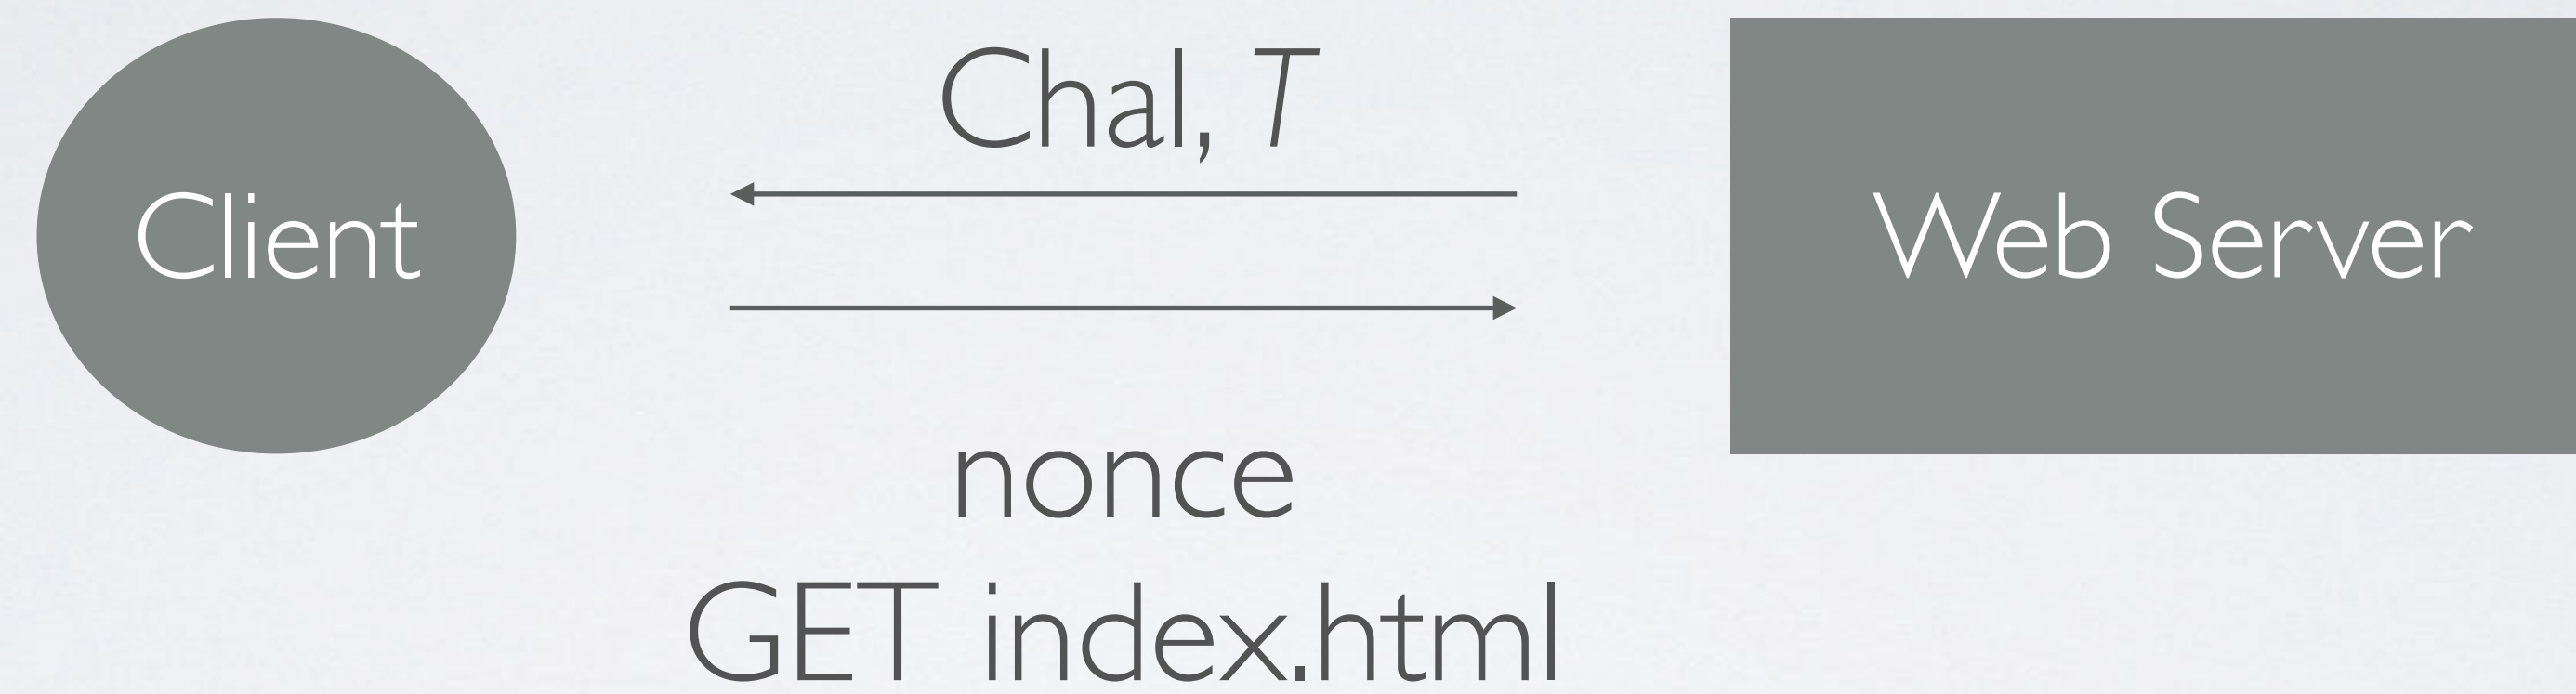 Client
Chal, T
Web Server
nonce
GET index.html